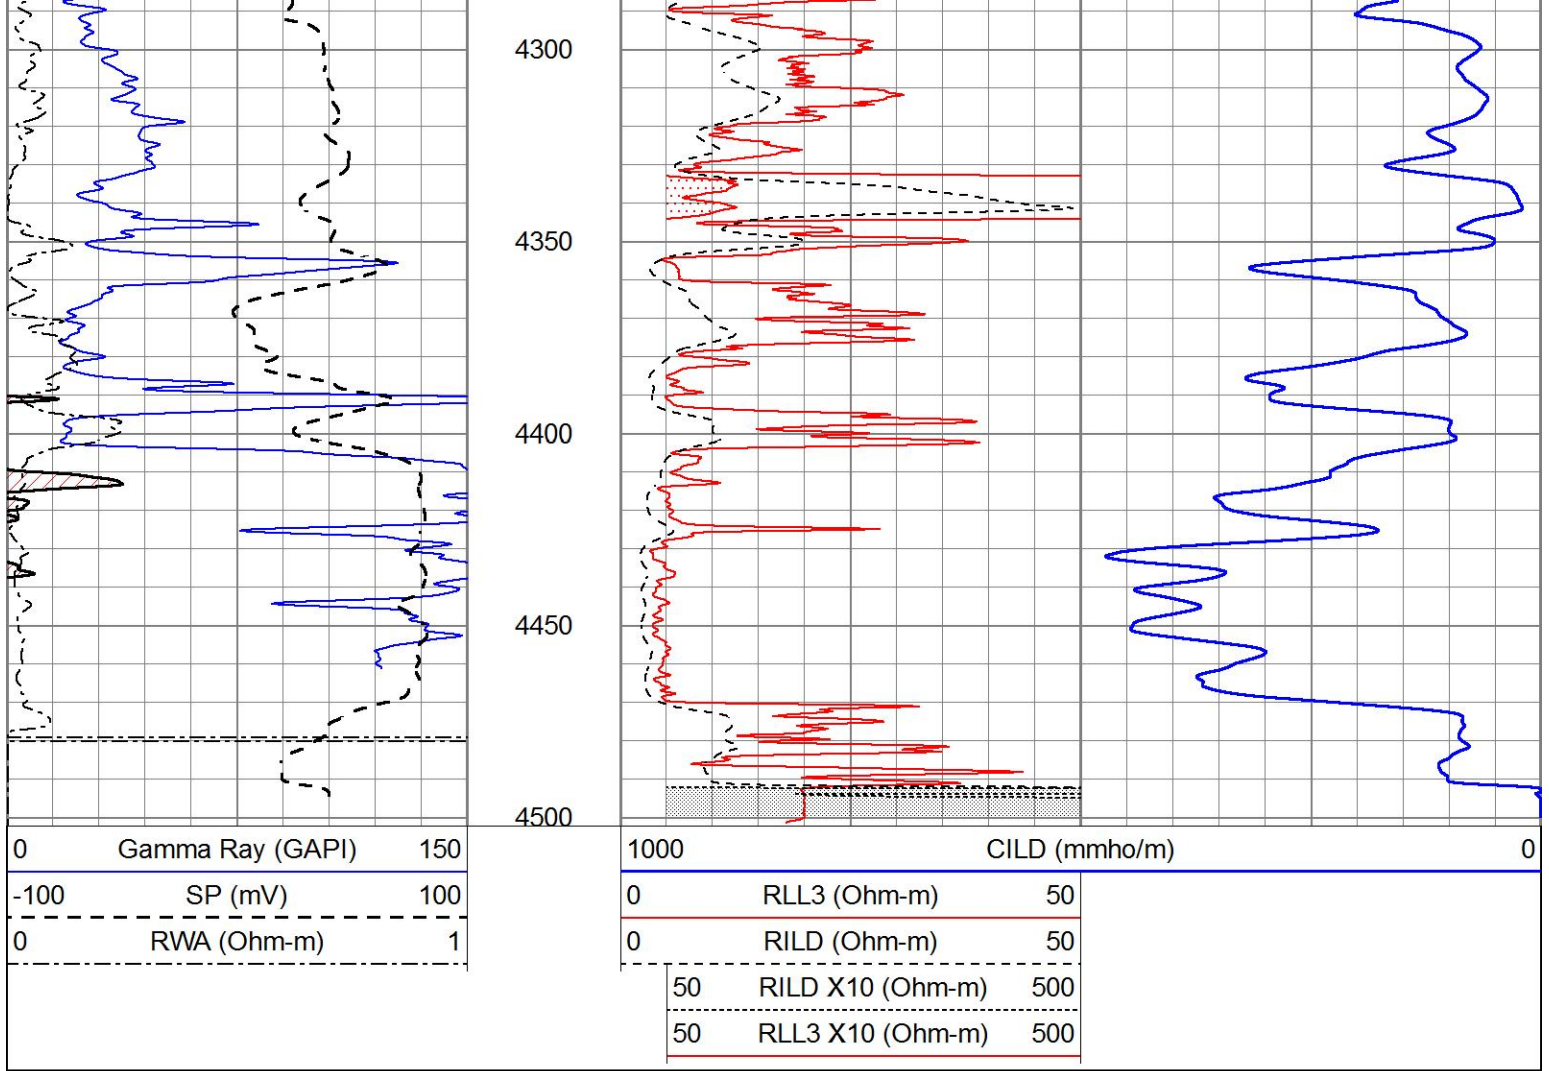 4300
4350
4400
4450
4500
0 Gamma Ray (GAPI) 150
-100 SP (mV) 100
0 RWA (Ohm-m) 1
1000 CILD (mmho/m) 0
0 RLL3 (Ohm-m) 50
0 RILD (Ohm-m) 50
50 RILD X10 (Ohm-m) 500
50 RLL3 X10 (Ohm-m) 500